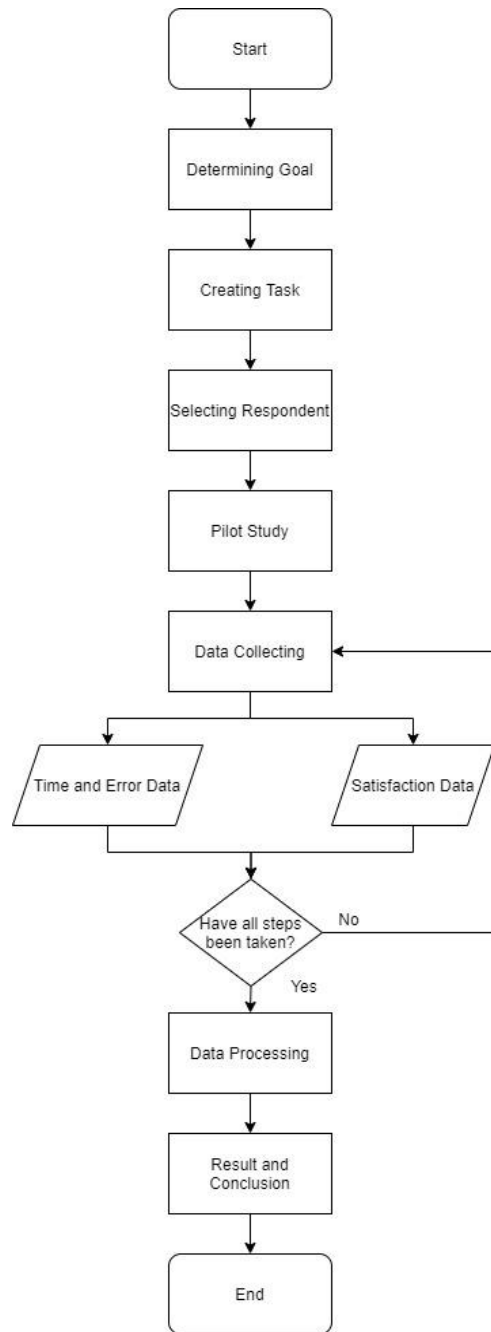 Start
Determining Goal
Creating Task
Selecting Respondent
Pilot Study
Data Collecting
Time and Error Data
Satisfaction Data
Have all steps
been taken?
No
Yes
Data Processing
Result and
Conclusion
End